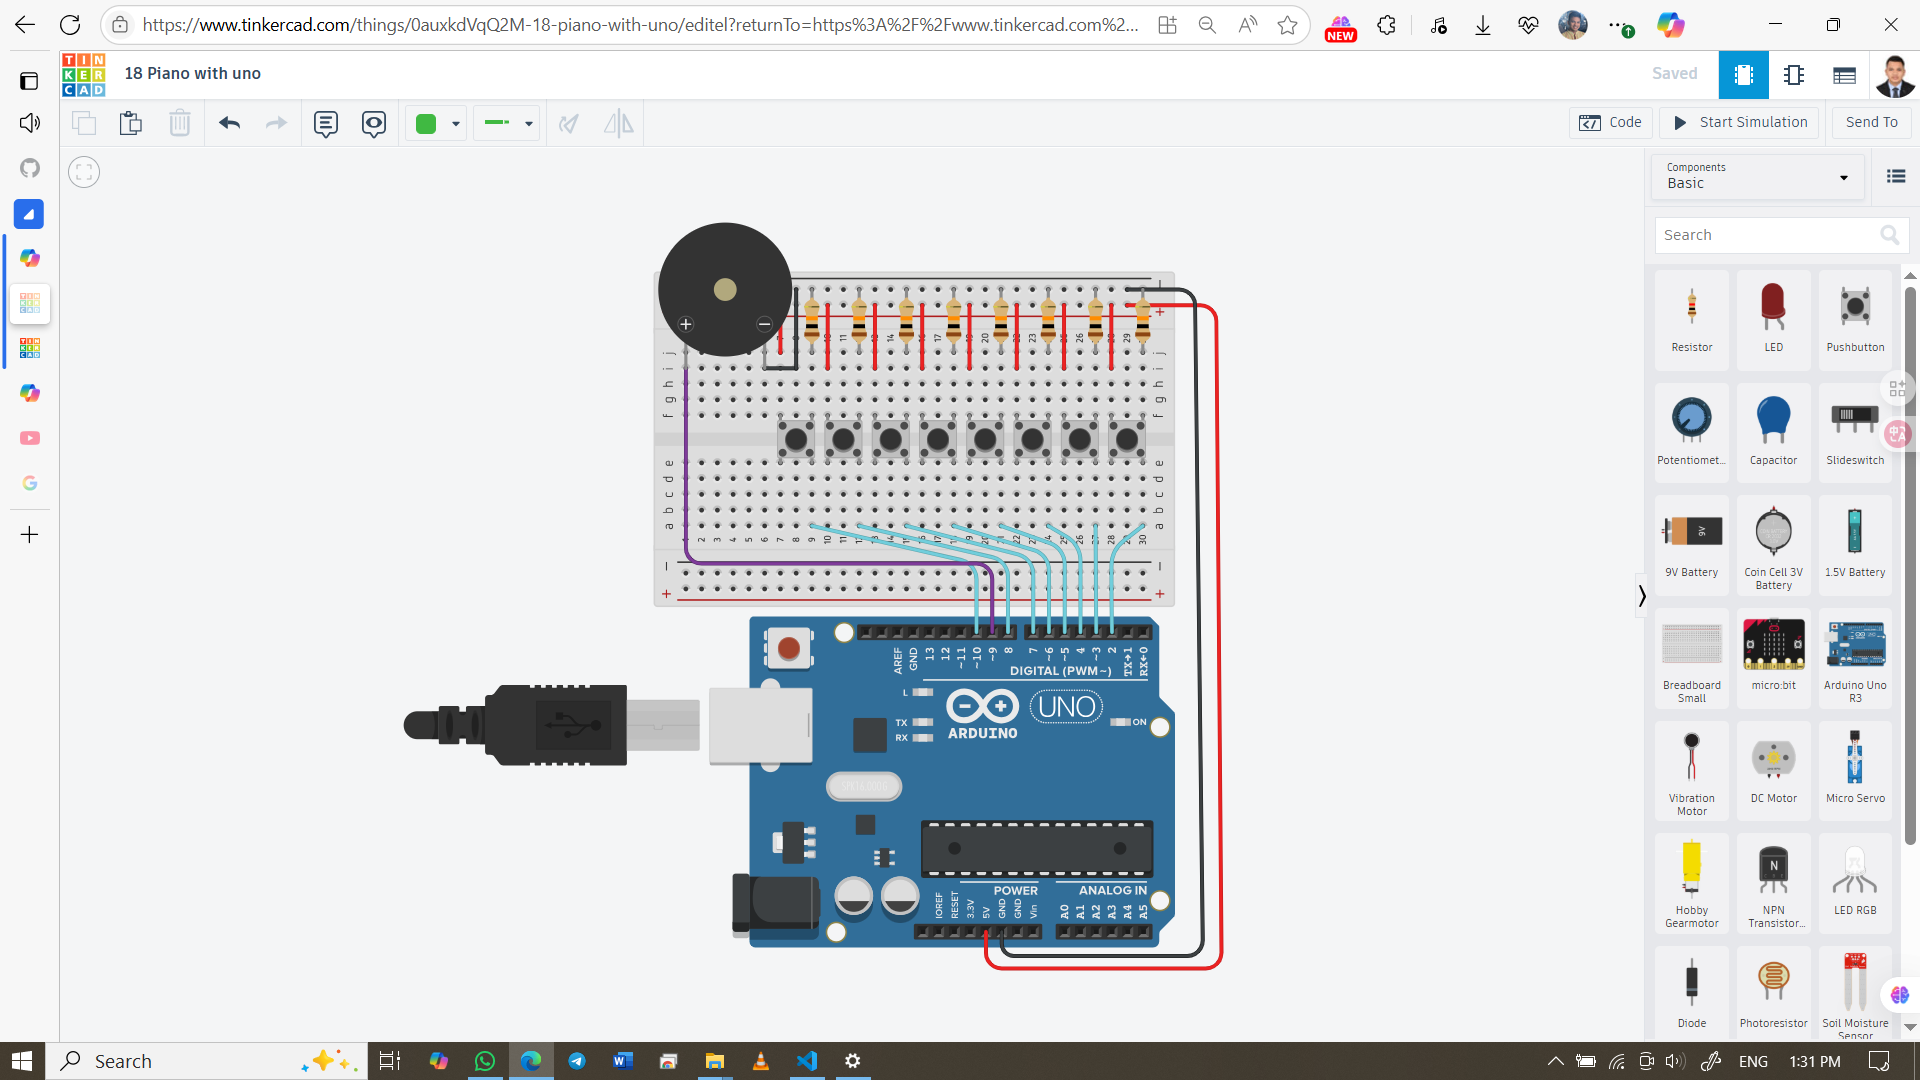 https://www.tinkercad.com/things/0auxkdVqQ2M-18-piano-with-uno/editel?returnTo=https%3A%2F%2Fwww.tinkercad.com%2...
NEW
TIN
KER
CAD
18 Piano with uno
Saved
Code
Start Simulation
Send To
Components
Basic
Search
Resistor
LED
Pushbutton
Potentiomet...
Capacitor
Slideswitch
9V
9V Battery
Coin Cell 3V Battery
1.5V Battery
Breadboard Small
micro:bit
Arduino Uno R3
Vibration Motor
DC Motor
Micro Servo
N
Hobby Gearmotor
NPN Transistor...
LED RGB
Diode
Photoresistor
Soil Moisture Sensor
j
i
h
g
f
e
d
c
b
a
AREF
GND
13
12
~11
~10
~9
8
7
~6
~5
4
~3
2
TX→1
RX←0
DIGITAL (PWM~)
L
TX
RX
ARDUINO
UNO
ON
POWER
ANALOG IN
IOREF
RESET
3.3V
5V
GND
GND
Vin
A0
A1
A2
A3
A4
A5
Search
ENG
1:31 PM